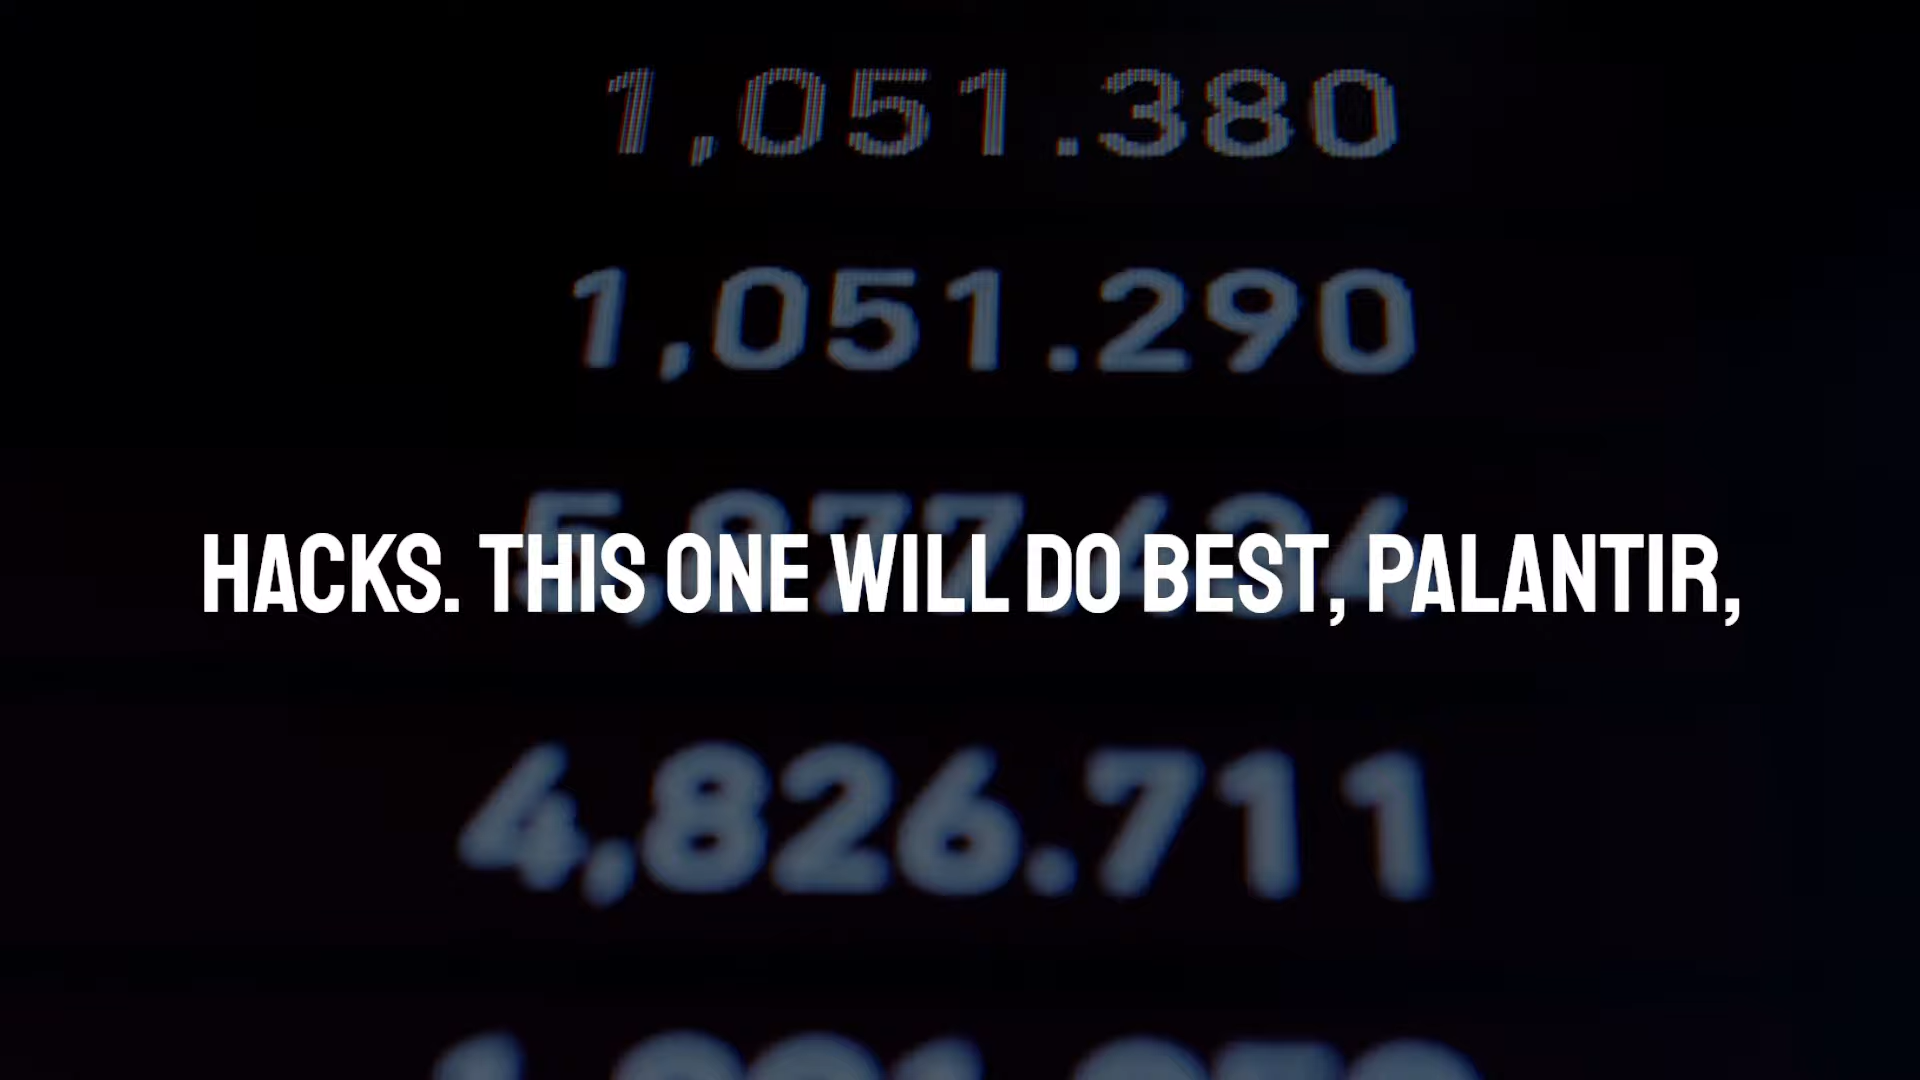 1,051.380
1,051.290
HACKS. THIS ONE WILL DO BEST, PALANTIR,
4,826.711